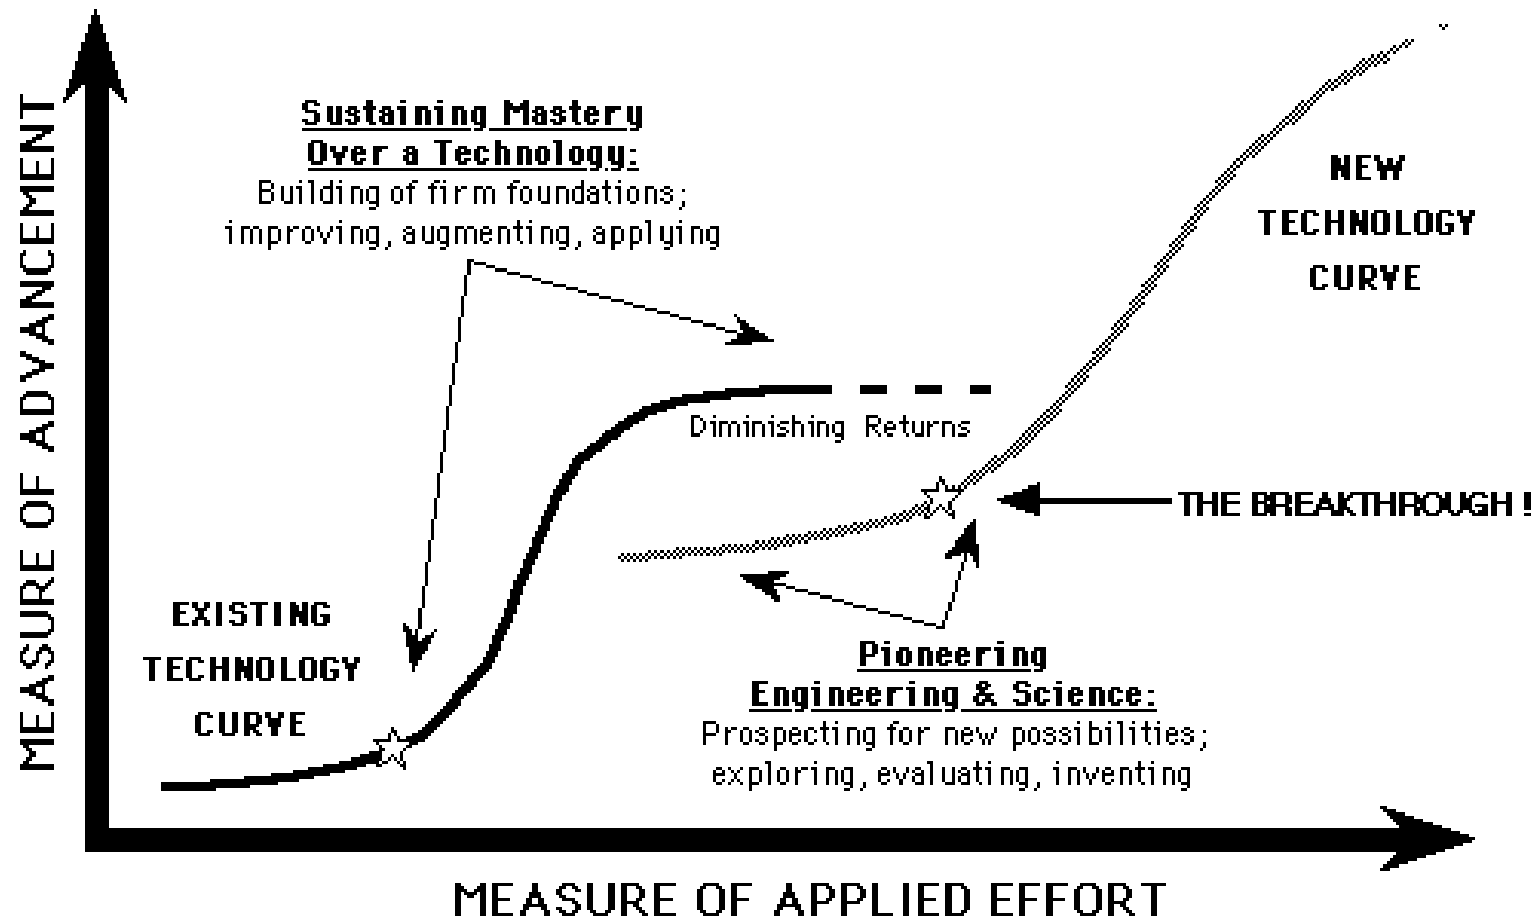 MEASURE OF ADVANCEMENT
Sustaining Mastery
Over a Technology:
Building of firm foundations;
improving, augmenting, applying
NEW
TECHNOLOGY
CURVE
Diminishing Returns
THE BREAKTHROUGH !
EXISTING
TECHNOLOGY
CURVE
Pioneering
Engineering & Science:
Prospecting for new possibilities;
exploring, evaluating, inventing
MEASURE OF APPLIED EFFORT